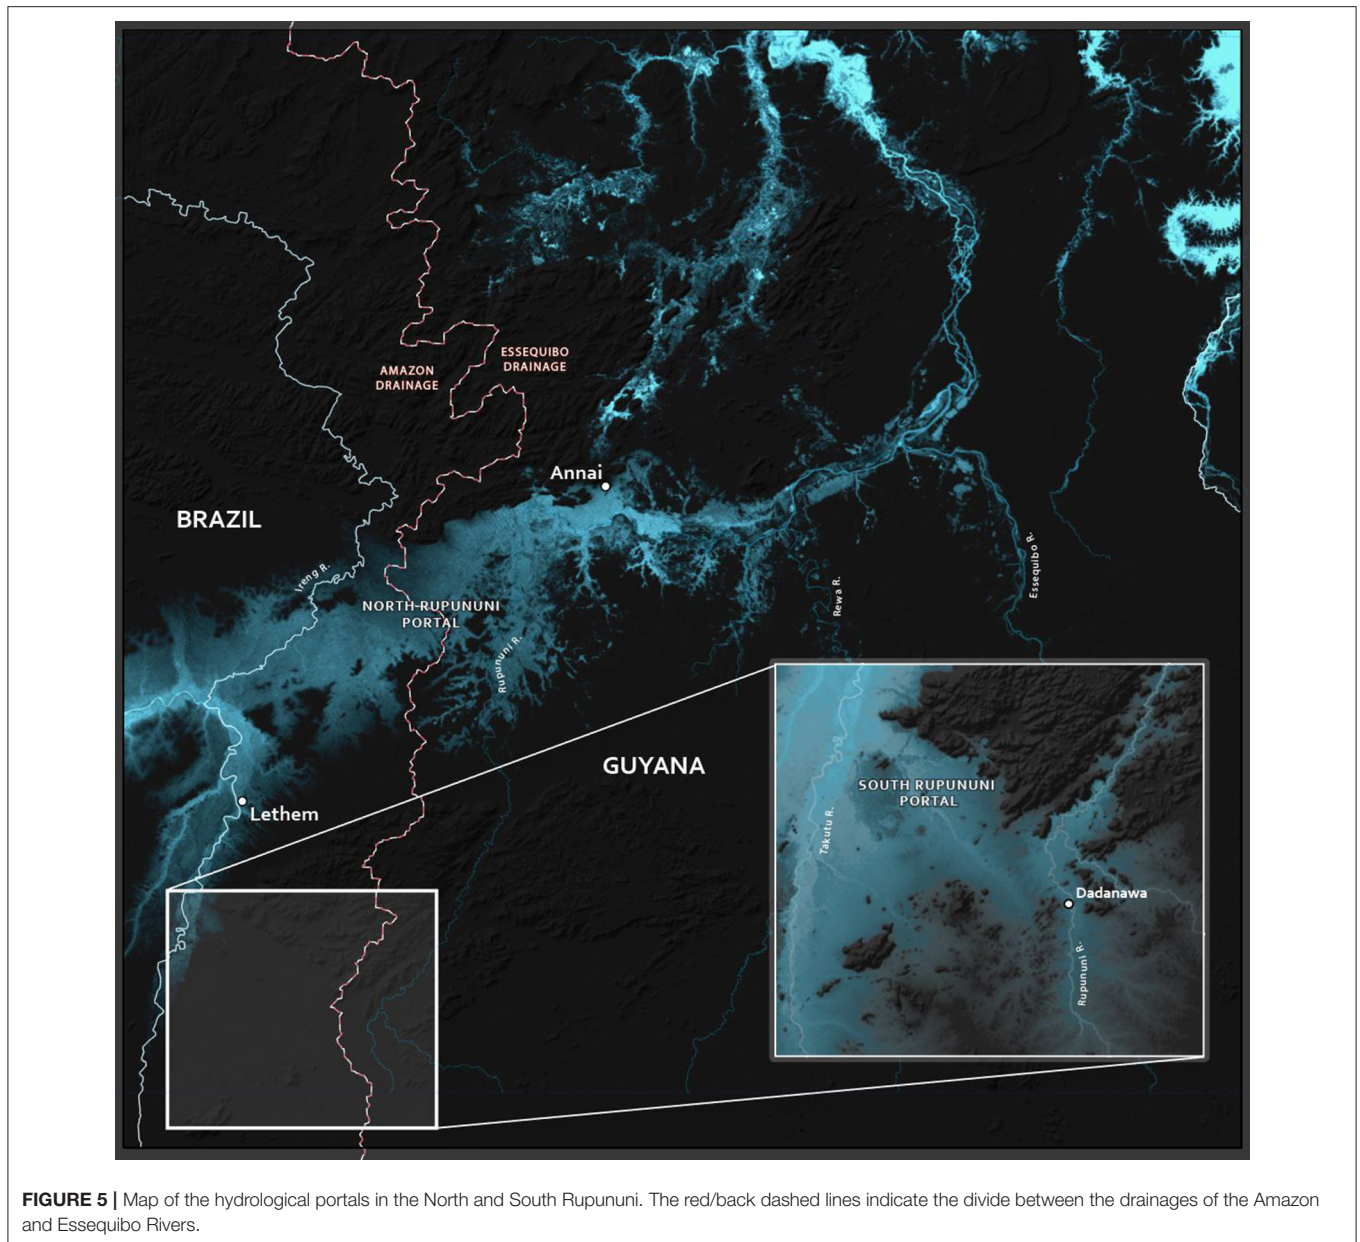 ESSEQUIBO
DRAINAGE
AMAZON
DRAINAGE
Annai
BRAZIL
Ireng R.
NORTH RUPUNUNI
PORTAL
Rupununi R.
Rewa R.
Essequibo R.
GUYANA
Lethem
SOUTH RUPUNUNI
PORTAL
Takutu R.
Dadanawa
Rupununi R.
FIGURE 5 | Map of the hydrological portals in the North and South Rupununi. The red/back dashed lines indicate the divide between the drainages of the Amazon
and Essequibo Rivers.